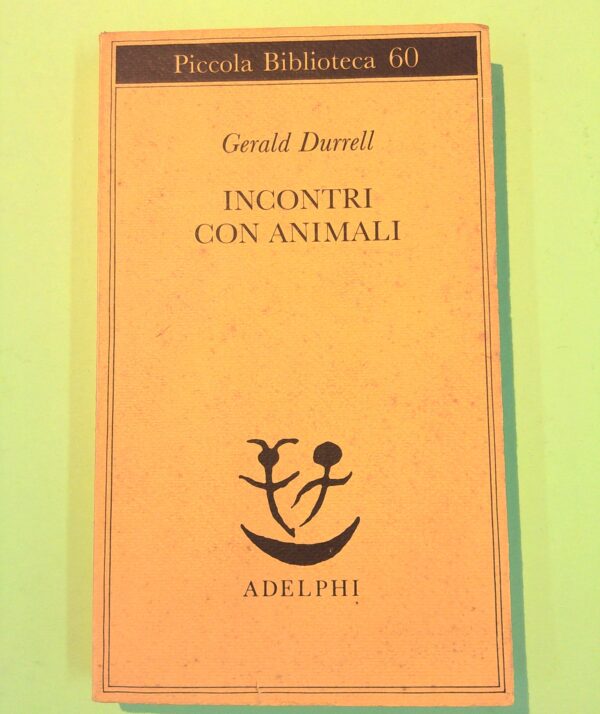 Piccola Biblioteca 60
Gerald Durrell
INCONTRI
CON ANIMALI
ADELPHI